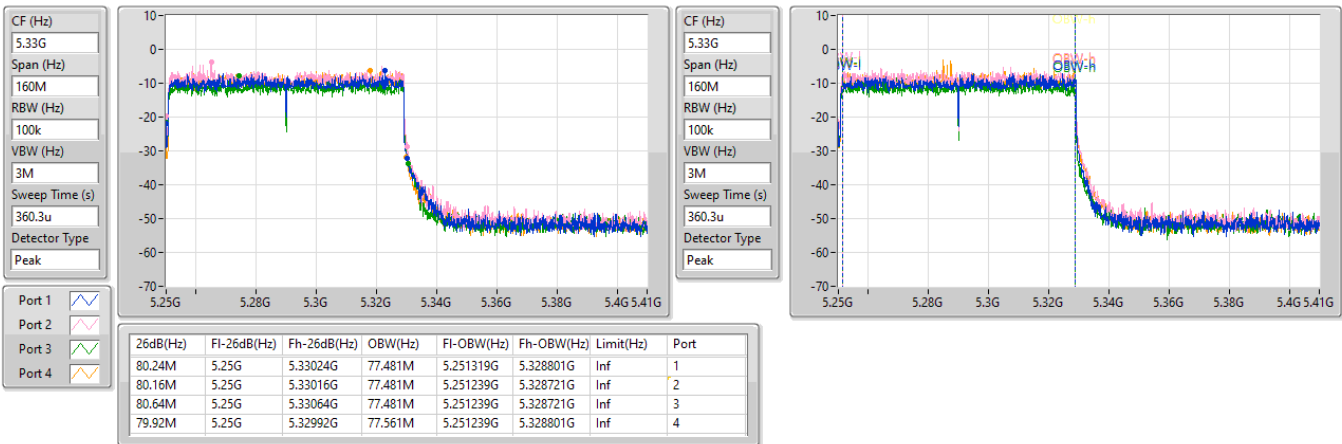 CF (Hz)
5.33G
Span (Hz)
160M
RBW (Hz)
100k
VBW (Hz)
3M
Sweep Time (s)
360.3u
Detector Type
Peak
10
0
-10
-20
-30
-40
-50
-60
-70
5.25G 5.28G 5.3G 5.32G 5.34G 5.36G 5.38G 5.4G 5.41G
CF (Hz)
5.33G
Span (Hz)
160M
RBW (Hz)
100k
VBW (Hz)
3M
Sweep Time (s)
360.3u
Detector Type
Peak
10
0
-10
-20
-30
-40
-50
-60
-70
OBW-h
5.25G 5.28G 5.3G 5.32G 5.34G 5.36G 5.38G 5.4G 5.41G
Port 1
Port 2
Port 3
Port 4
26dB(Hz) Fl-26dB(Hz) Fh-26dB(Hz) OBW(Hz) Fl-OBW(Hz) Fh-OBW(Hz) Limit(Hz) Port
80.24M 5.25G 5.33024G 77.481M 5.251319G 5.328801G Inf 1
80.16M 5.25G 5.33016G 77.481M 5.251239G 5.328721G Inf 2
80.64M 5.25G 5.33064G 77.481M 5.251239G 5.328721G Inf 3
79.92M 5.25G 5.32992G 77.561M 5.251239G 5.328801G Inf 4